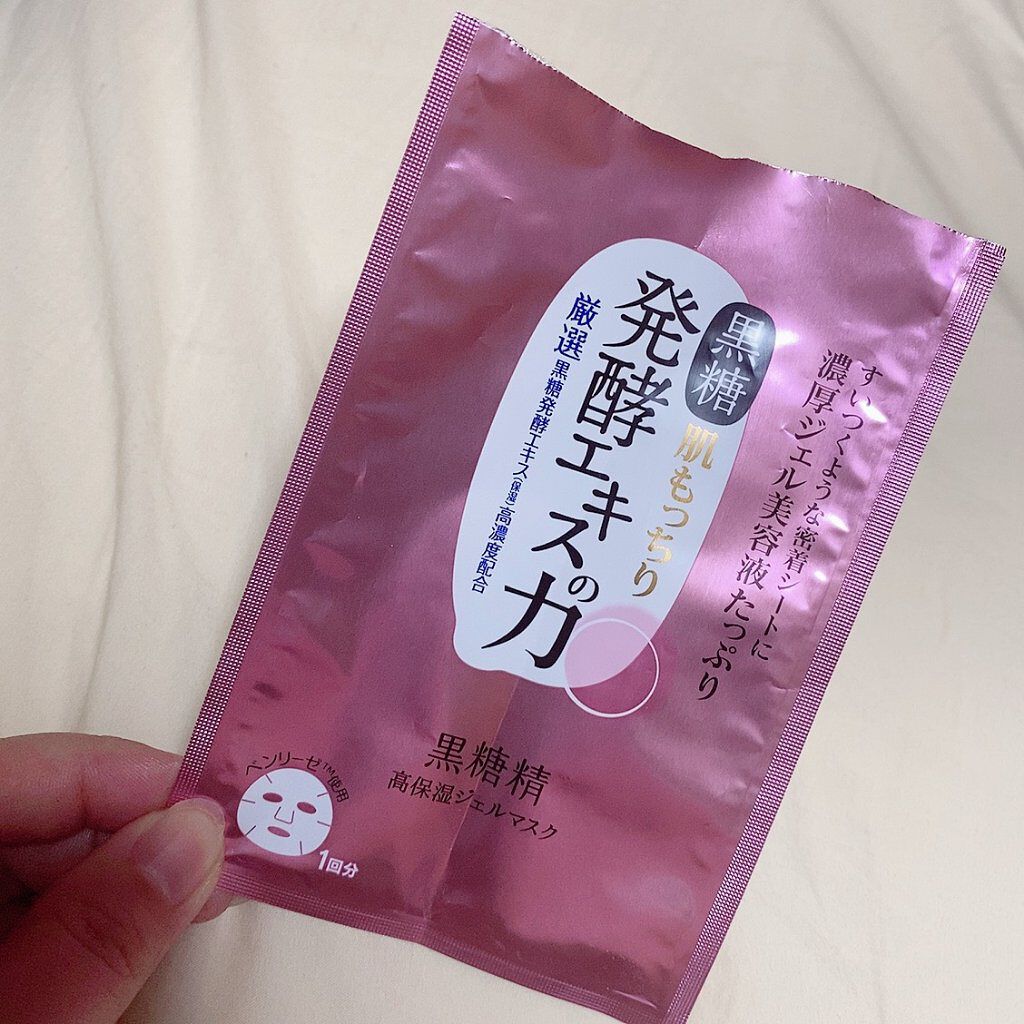 すいつくような密着シートに
濃厚ジェル美容液たっぷり
黒糖
肌もっちり
発酵エキスの力
厳選黒糖発酵エキス(保湿)高濃度配合
黒糖精
高保湿ジェルマスク
ベンリーゼ™使用
1回分